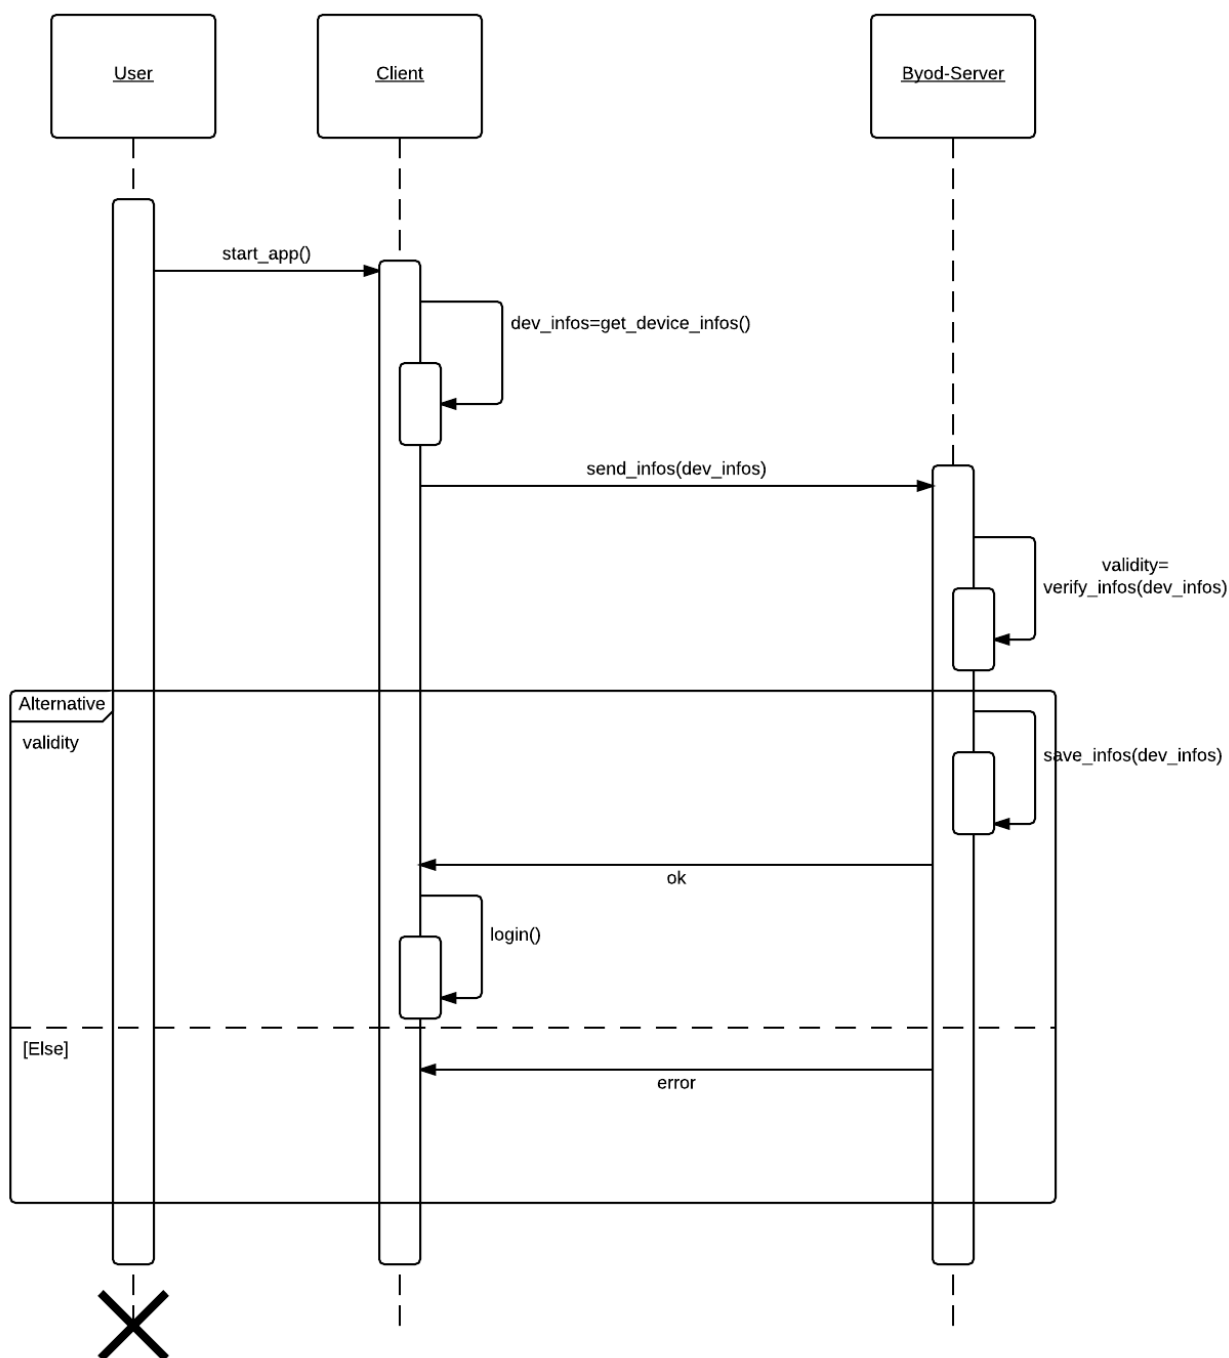 User
Client
Byod-Server
start_app()
dev_infos=get_device_infos()
send_infos(dev_infos)
validity=
verify_infos(dev_infos)
Alternative
validity
save_infos(dev_infos)
ok
login()
[Else]
error